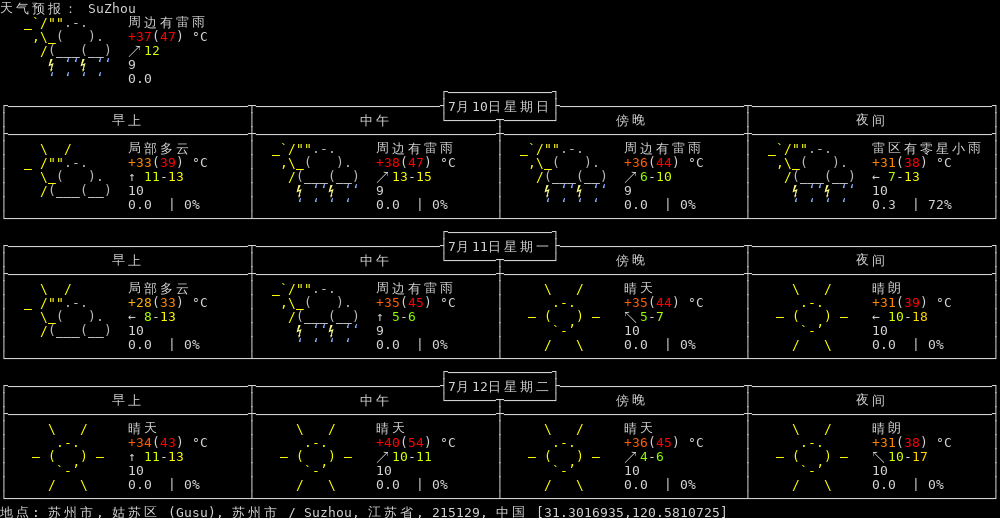 天气预报: SuZhou
周边有雷雨
+37(47) °C
↗ 12
9
0.0
7月10日星期日
早上 中午 傍晚 夜间
局部多云 周边有雷雨 周边有雷雨 雷区有零星小雨
+33(39) °C +38(47) °C +36(44) °C +31(38) °C
↑ 11-13 ↗ 13-15 ↗ 6-10 ← 7-13
10 9 9 10
0.0 | 0% 0.0 | 0% 0.0 | 0% 0.3 | 72%
7月11日星期一
早上 中午 傍晚 夜间
局部多云 周边有雷雨 晴天 晴朗
+28(33) °C +35(45) °C +35(44) °C +31(39) °C
← 8-13 ↑ 5-6 ↖ 5-7 ← 10-18
10 9 10 10
0.0 | 0% 0.0 | 0% 0.0 | 0% 0.0 | 0%
7月12日星期二
早上 中午 傍晚 夜间
晴天 晴天 晴天 晴朗
+34(43) °C +40(54) °C +36(45) °C +31(38) °C
↑ 11-13 ↗ 10-11 ↗ 4-6 ↖ 10-17
10 10 10 10
0.0 | 0% 0.0 | 0% 0.0 | 0% 0.0 | 0%
地点: 苏州市, 姑苏区 (Gusu), 苏州市 / Suzhou, 江苏省, 215129, 中国 [31.3016935,120.5810725]